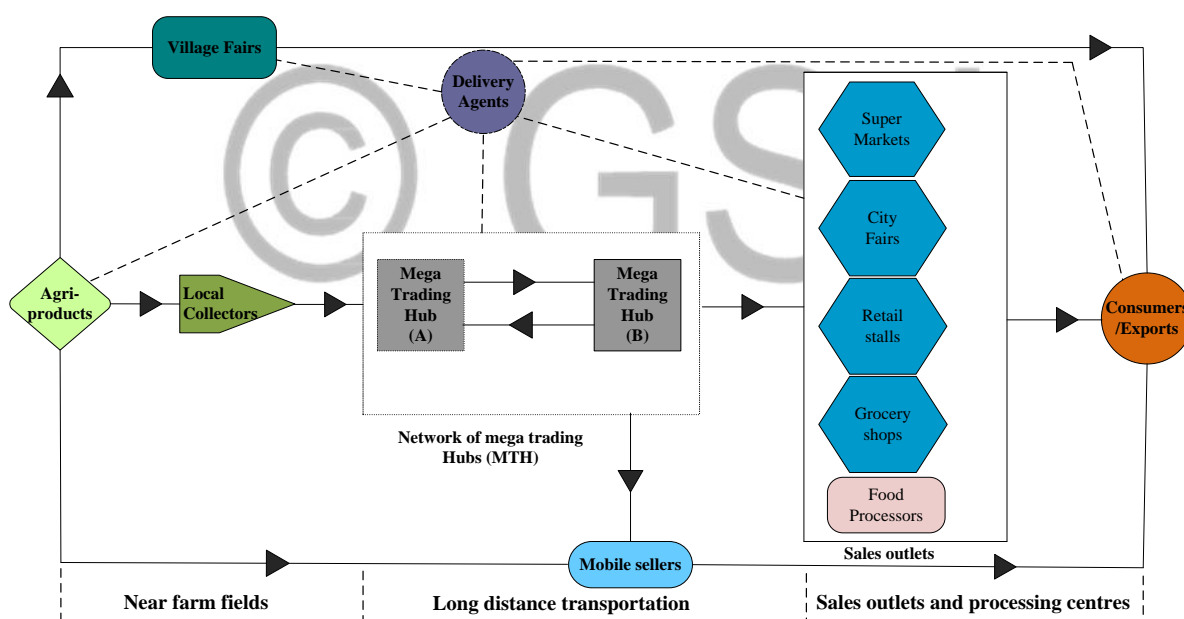 Village Fairs
Delivery
Agents
Super
Markets
City
Fairs
Retail
stalls
Grocery
shops
Food
Processors
Sales outlets
Agri-
products
Local
Collectors
Mega
Trading
Hub
(A)
Mega
Trading
Hub
(B)
Network of mega trading
Hubs (MTH)
Consumers
/Exports
Mobile sellers
Near farm fields
Long distance transportation
Sales outlets and processing centres
© GS